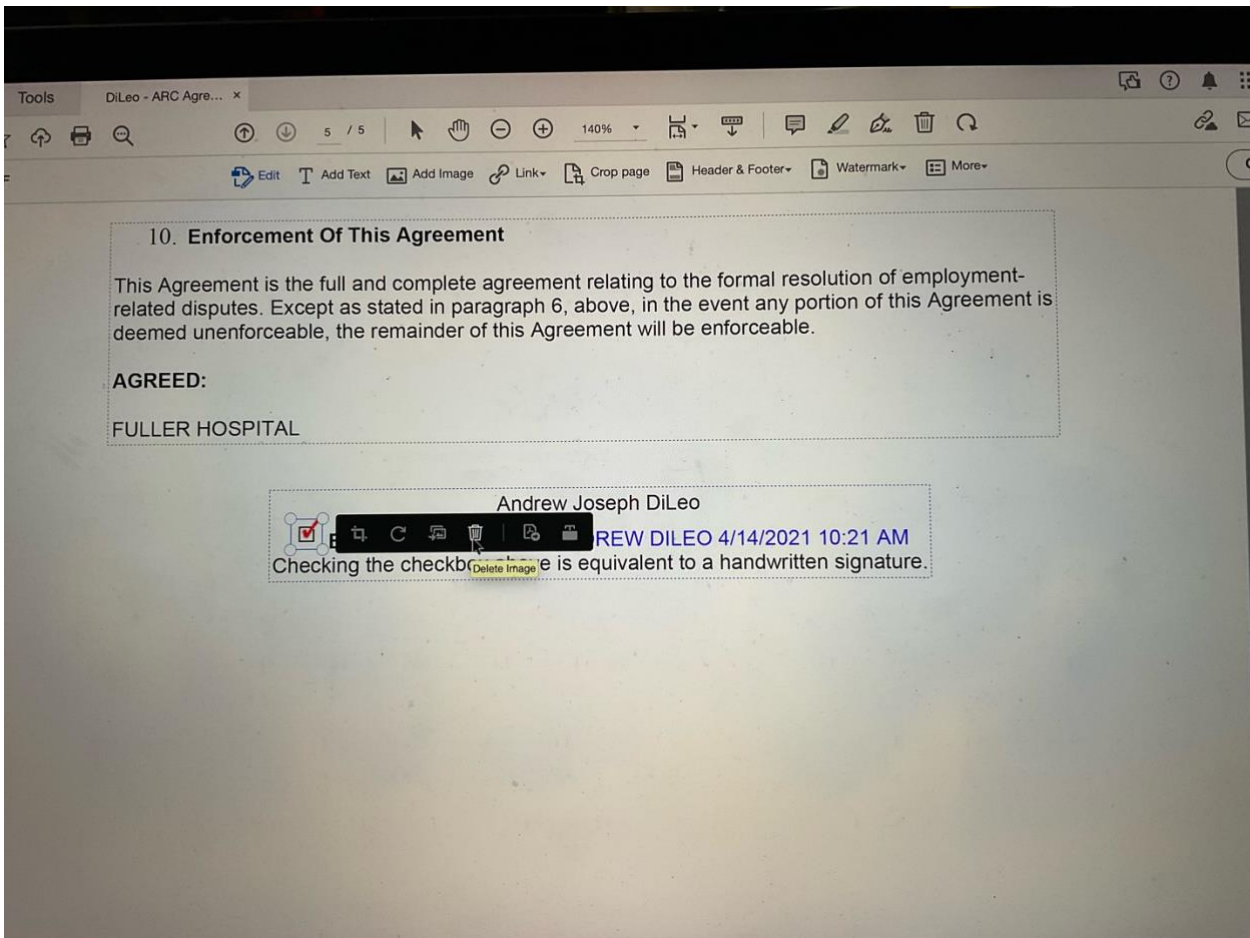 Tools DiLeo - ARC Agre... ×
5 / 5 140%
Edit Add Text Add Image Link Crop page Header & Footer Watermark More
10. Enforcement Of This Agreement
This Agreement is the full and complete agreement relating to the formal resolution of employment-
related disputes. Except as stated in paragraph 6, above, in the event any portion of this Agreement is
deemed unenforceable, the remainder of this Agreement will be enforceable.
AGREED:
FULLER HOSPITAL
Andrew Joseph DiLeo
REW DILEO 4/14/2021 10:21 AM
Checking the checkb e is equivalent to a handwritten signature.
Delete Image